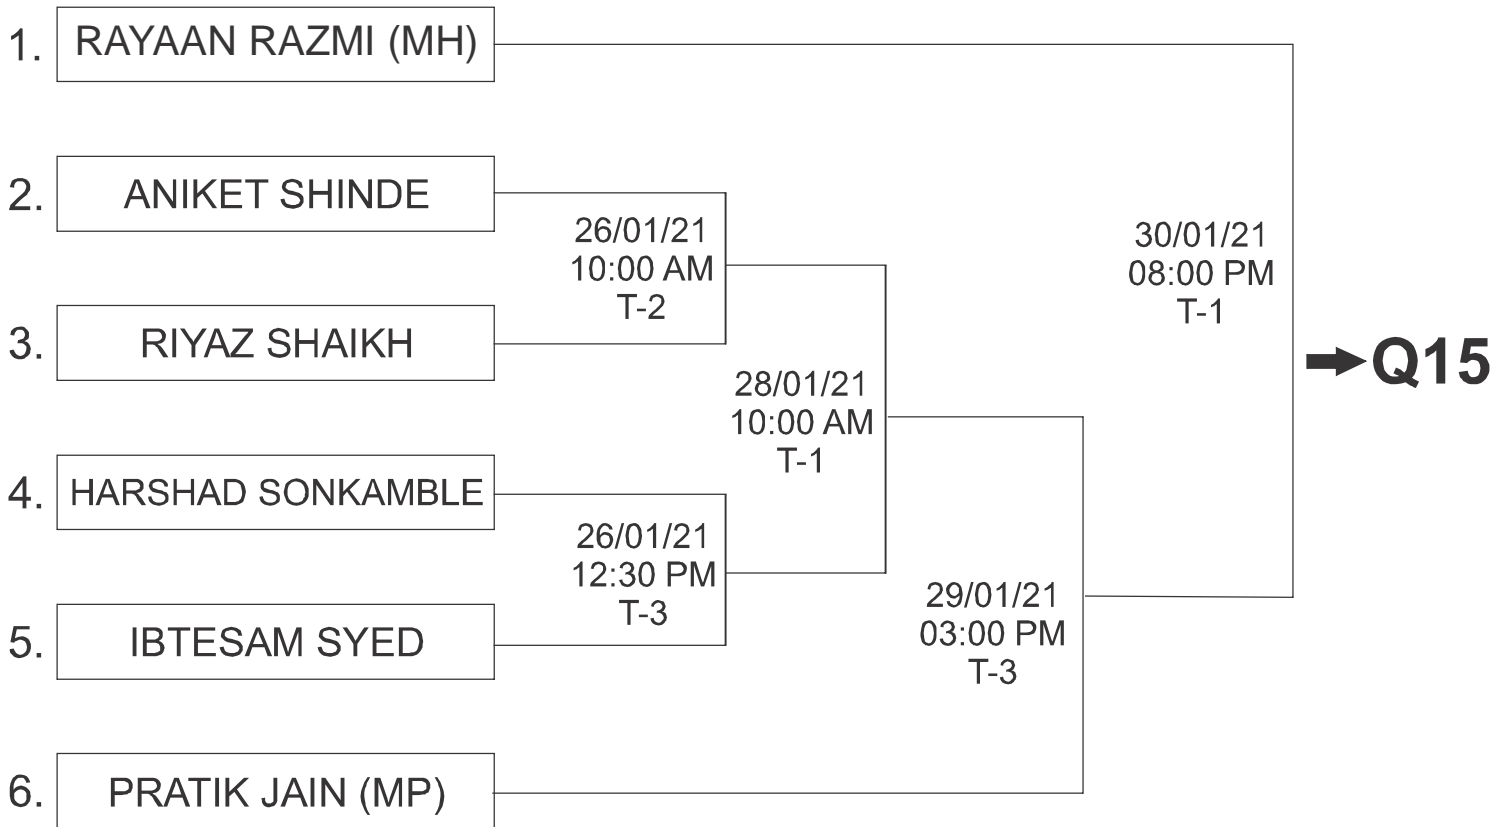 1. RAYAAN RAZMI (MH)
2. ANIKET SHINDE
26/01/21
10:00 AM
T-2
30/01/21
08:00 PM
T-1
3. RIYAZ SHAIKH
Q15
28/01/21
10:00 AM
T-1
4. HARSHAD SONKAMBLE
26/01/21
12:30 PM
T-3
29/01/21
03:00 PM
T-3
5. IBTESAM SYED
6. PRATIK JAIN (MP)